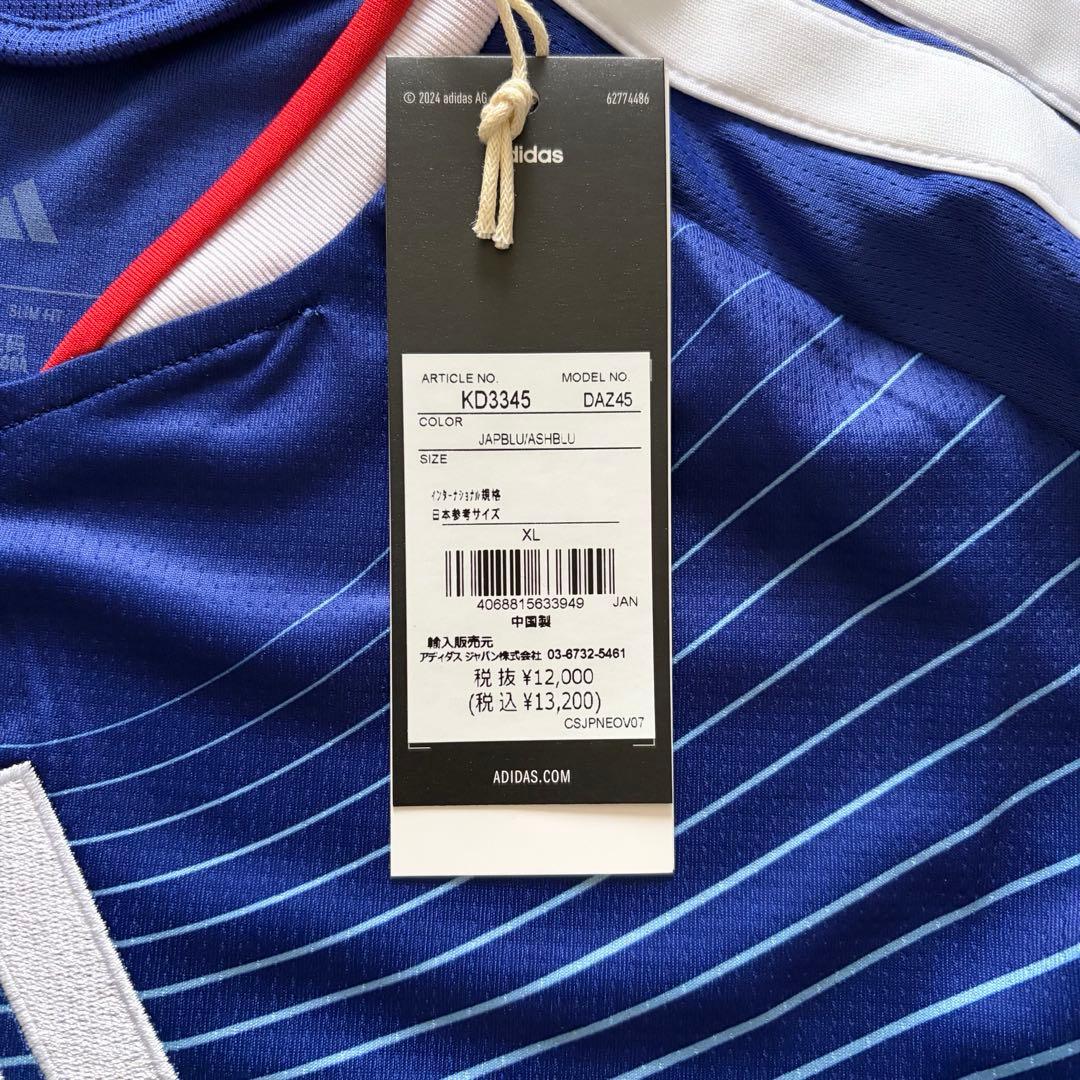 © 2024 adidas AG
62774486
didas
SLIM FIT
ARTICLE NO. MODEL NO.
KD3345 DAZ45
COLOR
JAPBLU/ASHBLU
SIZE
インターナショナル規格
日本参考サイズ
XL
4068815633949 JAN
中国製
輸入販売元
アディダス ジャパン株式会社 03-6732-5461
税抜 ¥12,000
(税込 ¥13,200)
CSJPNEOV07
ADIDAS.COM